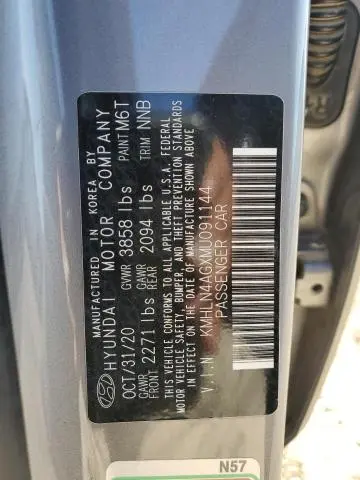 MANUFACTURED IN KOREA BY
HYUNDAI MOTOR COMPANY
OCT/31/20 GVWR 3858 lbs PAINT M6T
GAWR FRONT 2271 lbs GAWR REAR 2094 lbs TRIM NNB
THIS VEHICLE CONFORMS TO ALL APPLICABLE U.S.A. FEDERAL
MOTOR VEHICLE SAFETY, BUMPER, AND THEFT PREVENTION STANDARDS
IN EFFECT ON THE DATE OF MANUFACTURE SHOWN ABOVE.
V.I.N KMHLN4AGXMU091144
PASSENGER CAR
N57